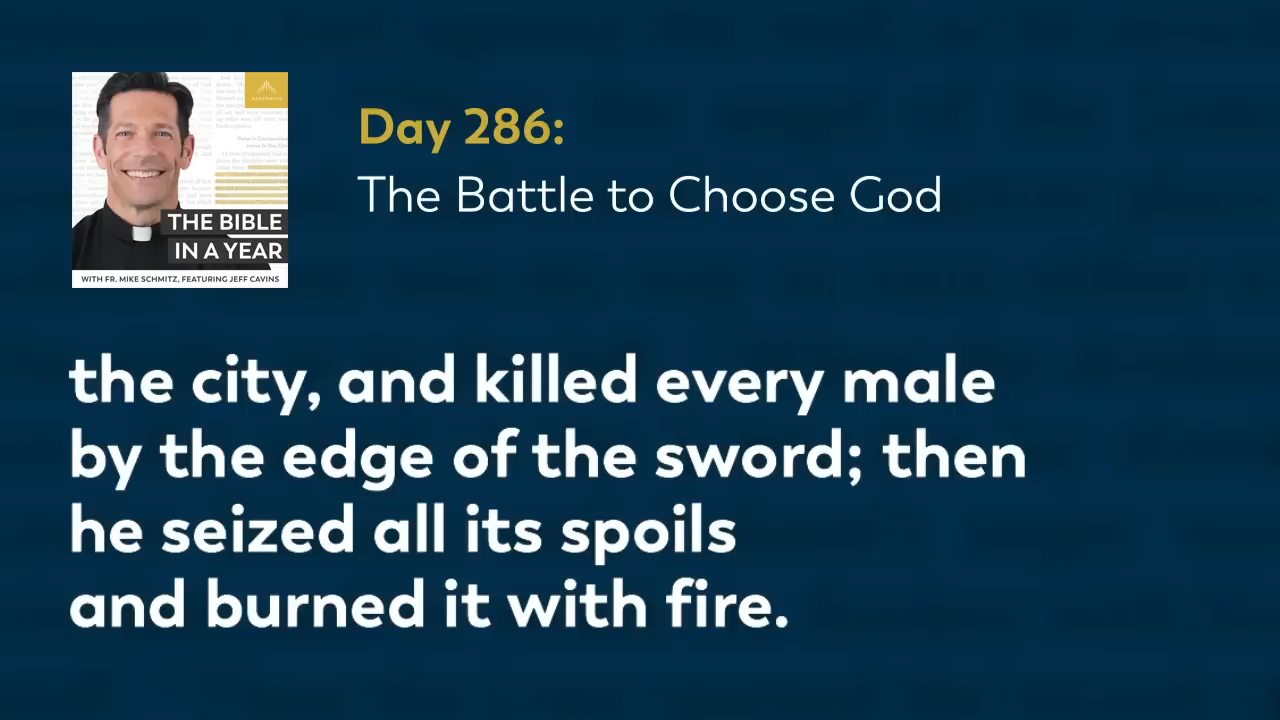 Day 286:
The Battle to Choose God
THE BIBLE
IN A YEAR
WITH FR. MIKE SCHMITZ, FEATURING JEFF CAVINS
the city, and killed every male
by the edge of the sword; then
he seized all its spoils
and burned it with fire.